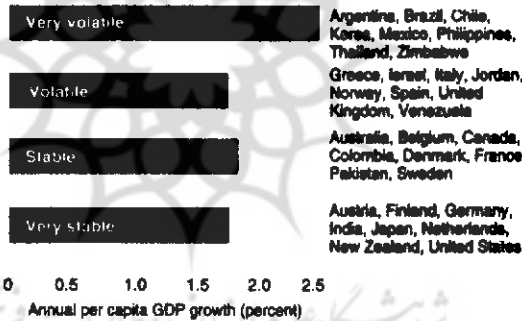 Very volatile
Argentina, Brazil, Chile,
Korea, Mexico, Philippines,
Thailand, Zimbabwe
Volatile
Greece, Israel, Italy, Jordan,
Norway, Spain, United
Kingdom, Venezuela
Stable
Australia, Belgium, Canada,
Colombia, Denmark, France
Pakistan, Sweden
Very stable
Austria, Finland, Germany,
India, Japan, Netherlands,
New Zealand, United States
0 0.5 1.0 1.5 2.0 2.5
Annual per capita GDP growth (percent)